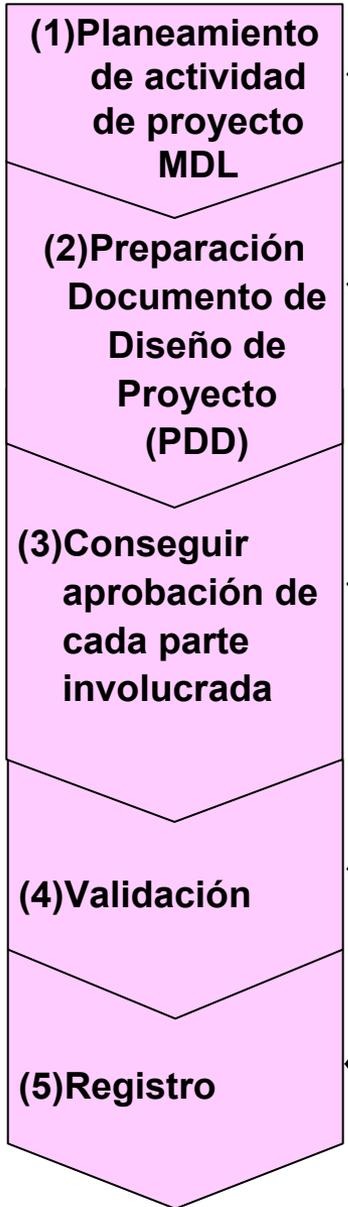 (1)Planeamiento
de actividad
de proyecto
MDL
(2)Preparación
Documento de
Diseño de
Proyecto
(PDD)
(3)Conseguir
aprobación de
cada parte
involucrada
(4)Validación
(5)Registro